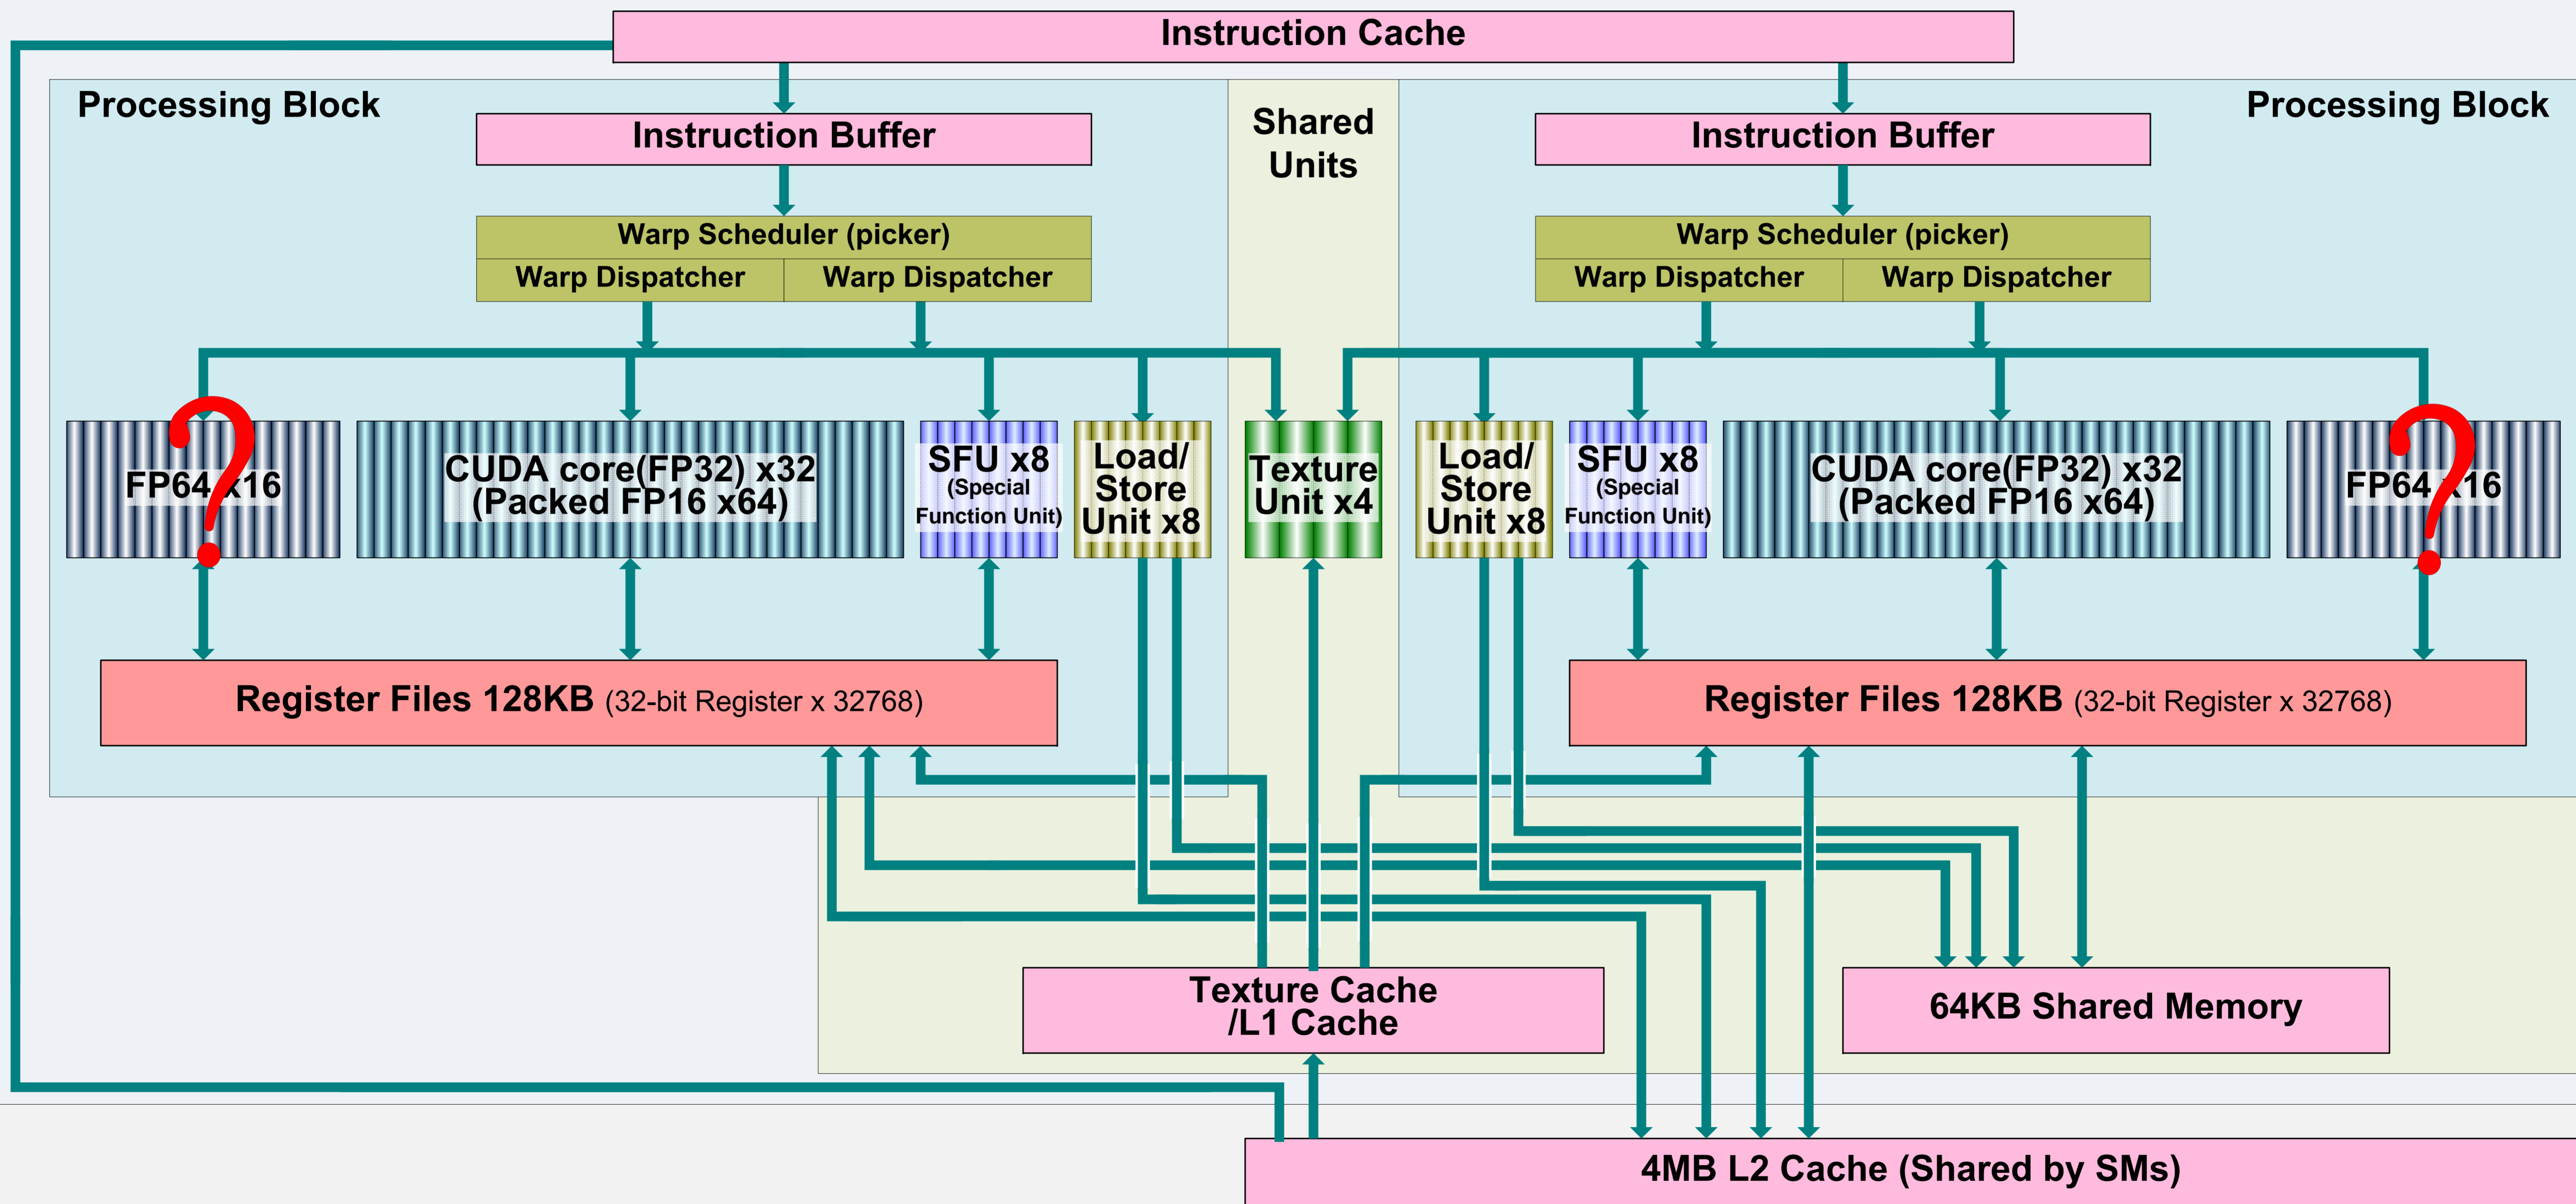 Instruction Cache
Processing Block
Instruction Buffer
Warp Scheduler (picker)
Warp Dispatcher
Warp Dispatcher
Shared
Units
Processing Block
Instruction Buffer
Warp Scheduler (picker)
Warp Dispatcher
Warp Dispatcher
FP64 x16
?
CUDA core(FP32) x32
(Packed FP16 x64)
SFU x8
(Special
Function Unit)
Load/
Store
Unit x8
Texture
Unit x4
Load/
Store
Unit x8
SFU x8
(Special
Function Unit)
CUDA core(FP32) x32
(Packed FP16 x64)
FP64 x16
?
Register Files 128KB (32-bit Register x 32768)
Register Files 128KB (32-bit Register x 32768)
Texture Cache
/L1 Cache
64KB Shared Memory
4MB L2 Cache (Shared by SMs)